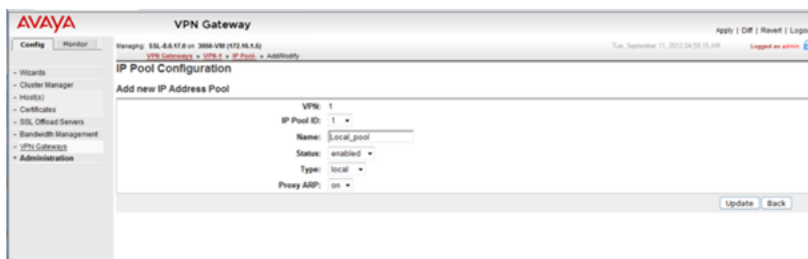 AVAYA
VPN Gateway
Apply | Diff | Revert | Logou
Config Monitor
Managing: SSL-8.0.17.0 on 3050-VM (172.16.1.5)
Tue, September 11, 2012 04:59:15 AM
Logged as admin
VPN Gateways » VPN-1 » IP Pool » Add/Modify
IP Pool Configuration
Add new IP Address Pool
- Wizards
- Cluster Manager
- Host(s)
- Certificates
- SSL Offload Servers
- Bandwidth Management
- VPN Gateways
+ Administration
VPN: 1
IP Pool ID: 1
Name: Local_pool
Status: enabled
Type: local
Proxy ARP: on
Update Back